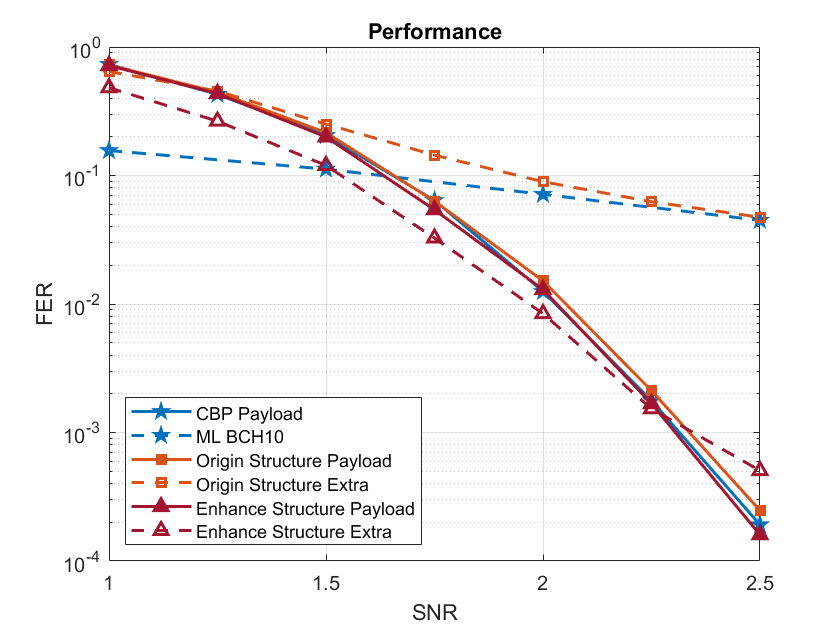 Performance
10^0
10^-1
10^-2
10^-3
10^-4
FER
CBP Payload
ML BCH10
Origin Structure Payload
Origin Structure Extra
Enhance Structure Payload
Enhance Structure Extra
1
1.5
2
2.5
SNR